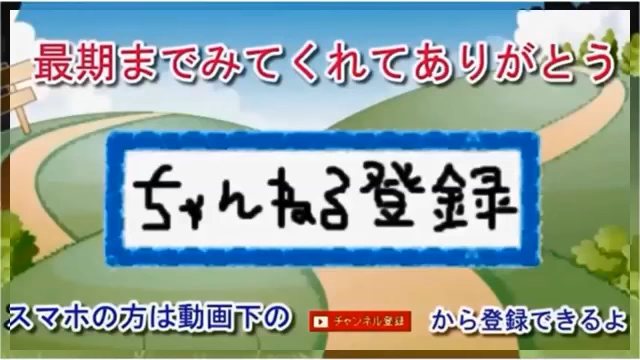 最期までみてくれてありがとう
ちゃんねる登録
スマホの方は動画下の チャンネル登録 から登録できるよ